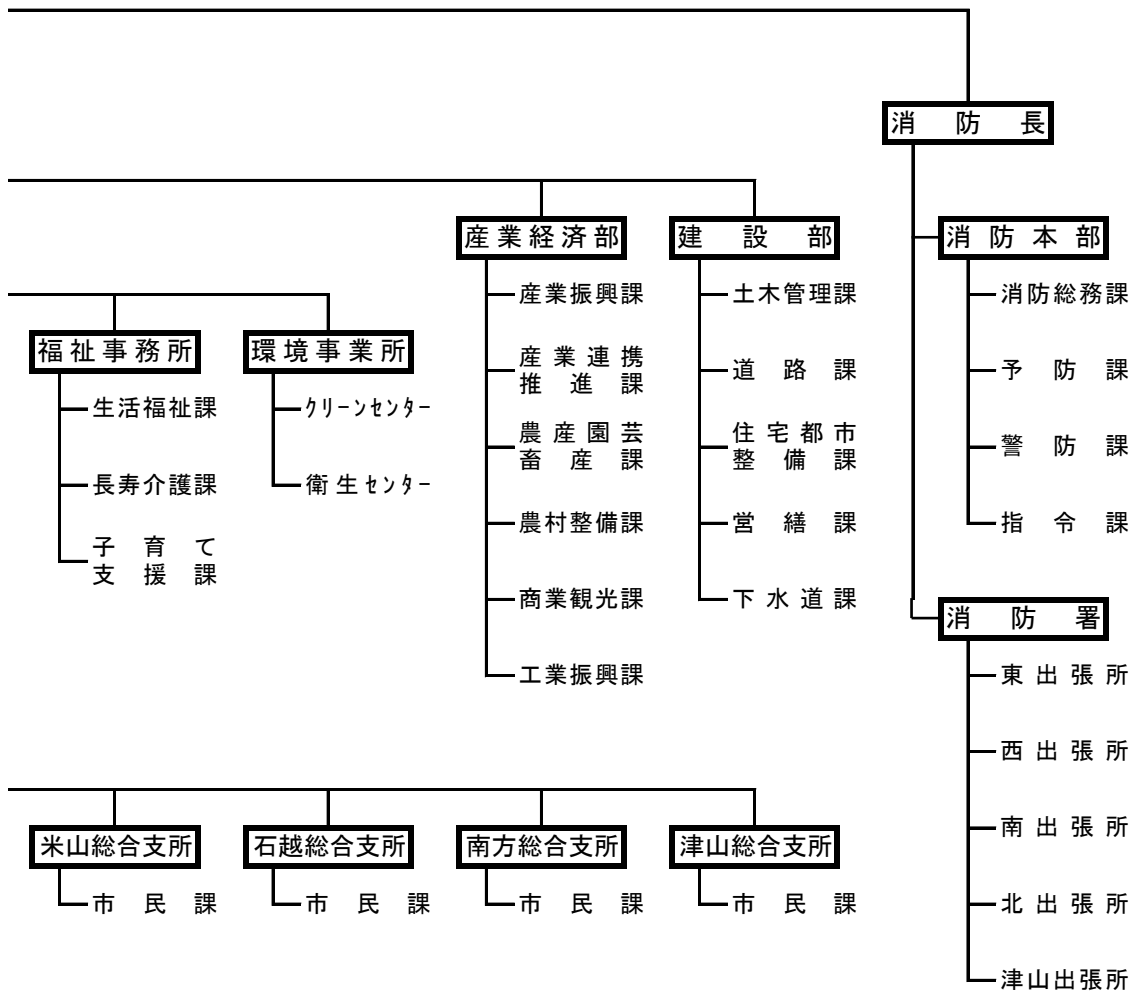 消防長
産業経済部
建設部
消防本部
産業振興課
土木管理課
消防総務課
福祉事務所
環境事業所
産業連携
推進課
道路課
予防課
生活福祉課
クリーンセンター
農産園芸
畜産課
住宅都市
整備課
警防課
長寿介護課
衛生センター
農村整備課
営繕課
指令課
子育て
支援課
商業観光課
下水道課
消防署
工業振興課
東出張所
西出張所
米山総合支所
石越総合支所
南方総合支所
津山総合支所
南出張所
市民課
市民課
市民課
市民課
北出張所
津山出張所